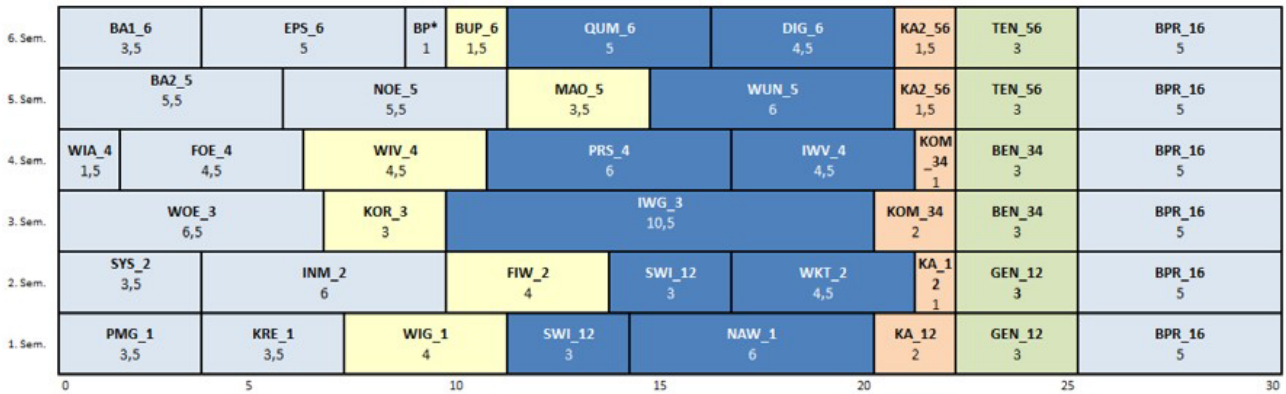 6. Sem. BA1_6 EPS_6 BP* BUP_6 QUM_6 DIG_6 KA2_56 TEN_56 BPR_16
3,5 5 1 1,5 5 4,5 1,5 3 5
5. Sem. BA2_5 NOE_5 MAO_5 WUN_5 KA2_56 TEN_56 BPR_16
5,5 5,5 3,5 6 1,5 3 5
4. Sem. WIA_4 FOE_4 WIV_4 PRS_4 IWV_4 KOM
_34 BEN_34 BPR_16
1,5 4,5 4,5 6 4,5 1 3 5
3. Sem. WOE_3 KOR_3 IWG_3 KOM_34 BEN_34 BPR_16
6,5 3 10,5 2 3 5
2. Sem. SYS_2 INM_2 FIW_2 SWI_12 WKT_2 KA_1
2 GEN_12 BPR_16
3,5 6 4 3 4,5 1 3 5
1. Sem. PMG_1 KRE_1 WIG_1 SWI_12 NAW_1 KA_12 GEN_12 BPR_16
3,5 3,5 4 3 6 2 3 5
0 5 10 15 20 25 30